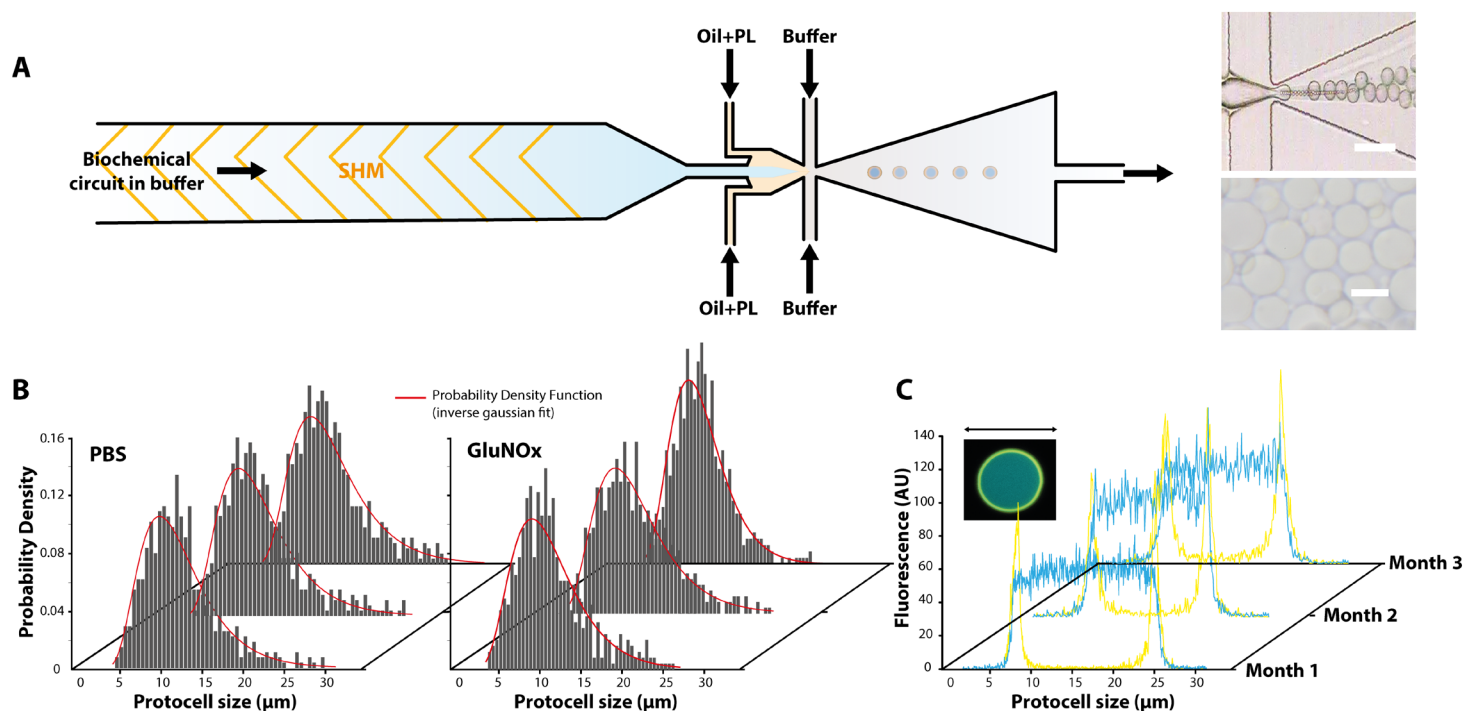 A
Oil+PL
Buffer
Biochemical
circuit in buffer
SHM
Oil+PL
Buffer
B
Probability Density Function
(inverse gaussian fit)
PBS
GluNOx
Probability Density
0.16
0.12
0.08
0.04
0
0 5 10 15 20 25 30
Protocell size (μm)
0 5 10 15 20 25 30
Protocell size (μm)
C
Fluorescence (AU)
140
120
100
80
60
40
20
0
0 5 10 15 20 25 30
Protocell size (μm)
Month 3
Month 2
Month 1